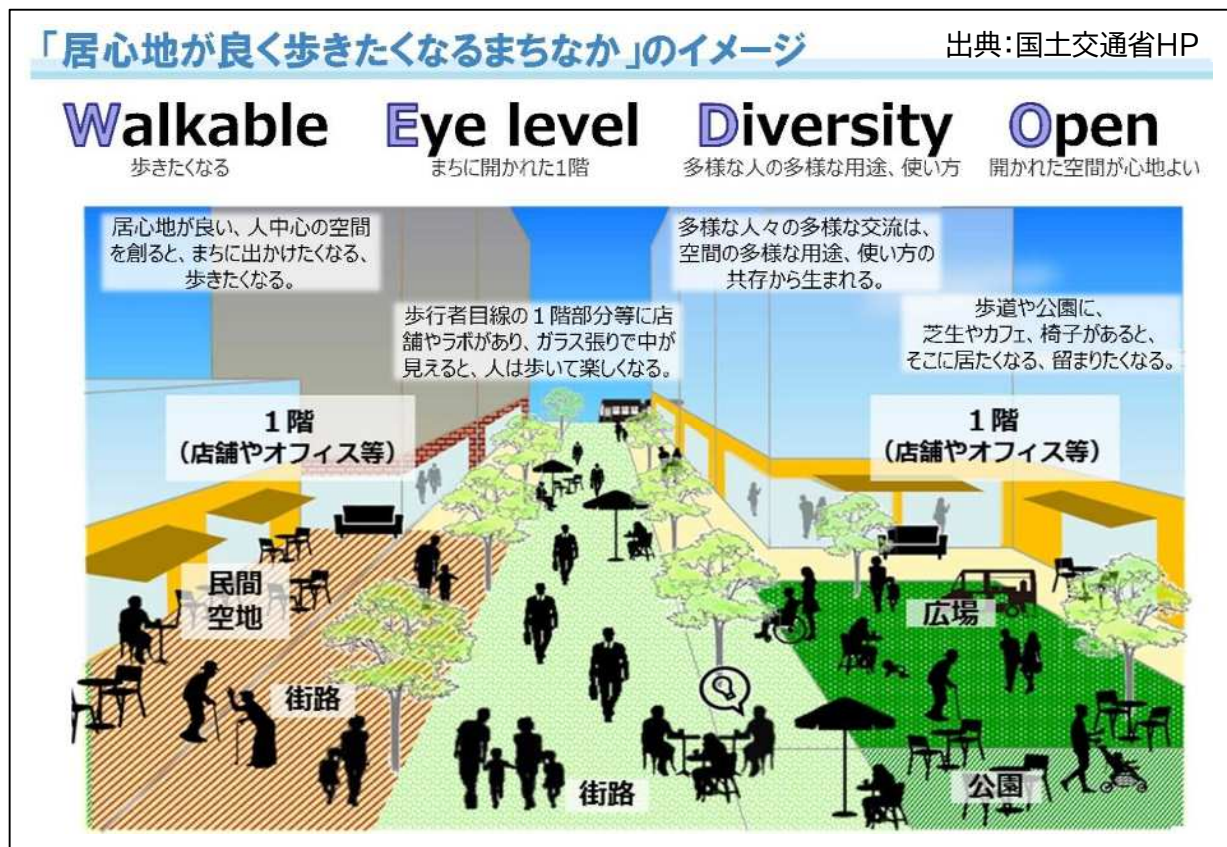 「居心地が良く歩きたくなるまちなか」のイメージ
出典:国土交通省HP
Walkable
歩きたくなる
Eye level
まちに開かれた1階
Diversity
多様な人の多様な用途、使い方
Open
開かれた空間が心地よい
居心地が良い、人中心の空間
を創ると、まちに出かけたくなる、
歩きたくなる。
歩行者目線の1階部分等に店
舗やラボがあり、ガラス張りで中が
見えると、人は歩いて楽しくなる。
多様な人々の多様な交流は、
空間の多様な用途、使い方の
共存から生まれる。
歩道や公園に、
芝生やカフェ、椅子があると、
そこに居たくなる、留まりたくなる。
1階
(店舗やオフィス等)
1階
(店舗やオフィス等)
民間
空地
広場
街路
街路
公園